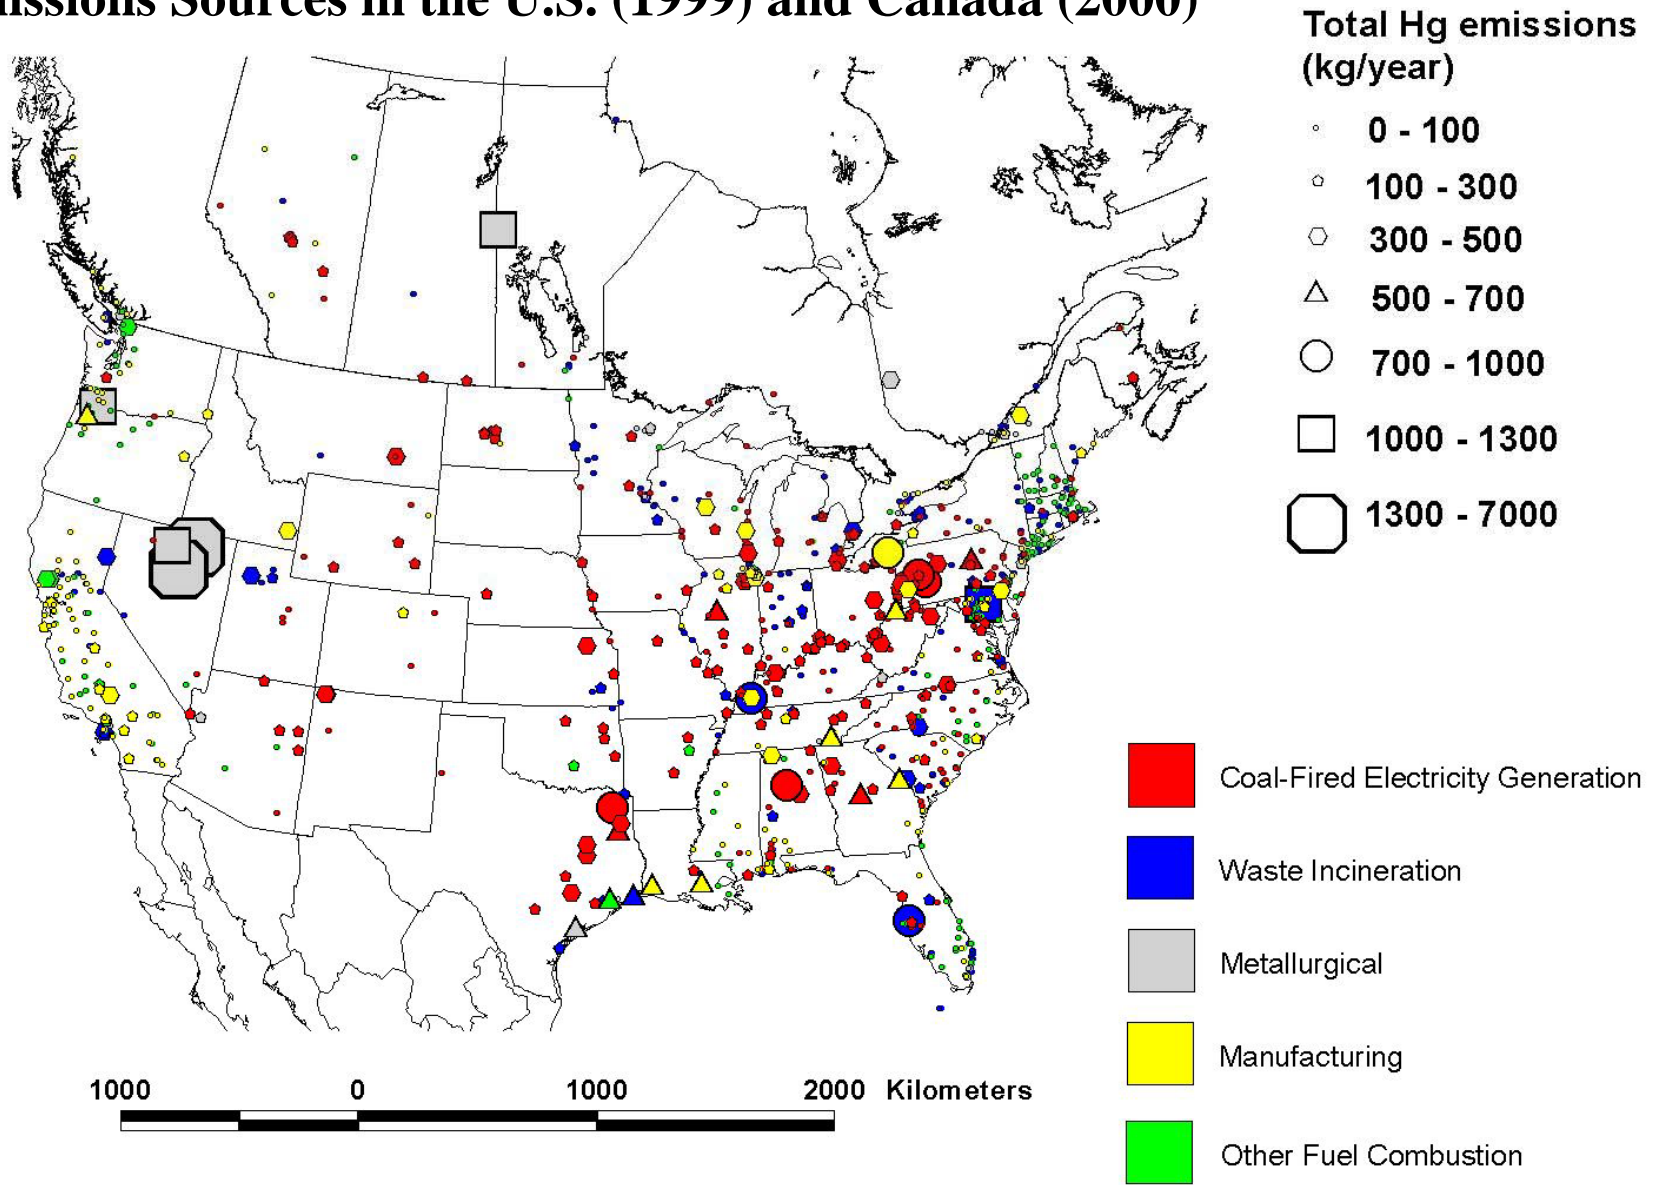 issions Sources in the U.S. (1999) and Canada (2000)
Total Hg emissions
(kg/year)
0 - 100
100 - 300
300 - 500
500 - 700
700 - 1000
1000 - 1300
1300 - 7000
Coal-Fired Electricity Generation
Waste Incineration
Metallurgical
Manufacturing
Other Fuel Combustion
1000 0 1000 2000 Kilometers